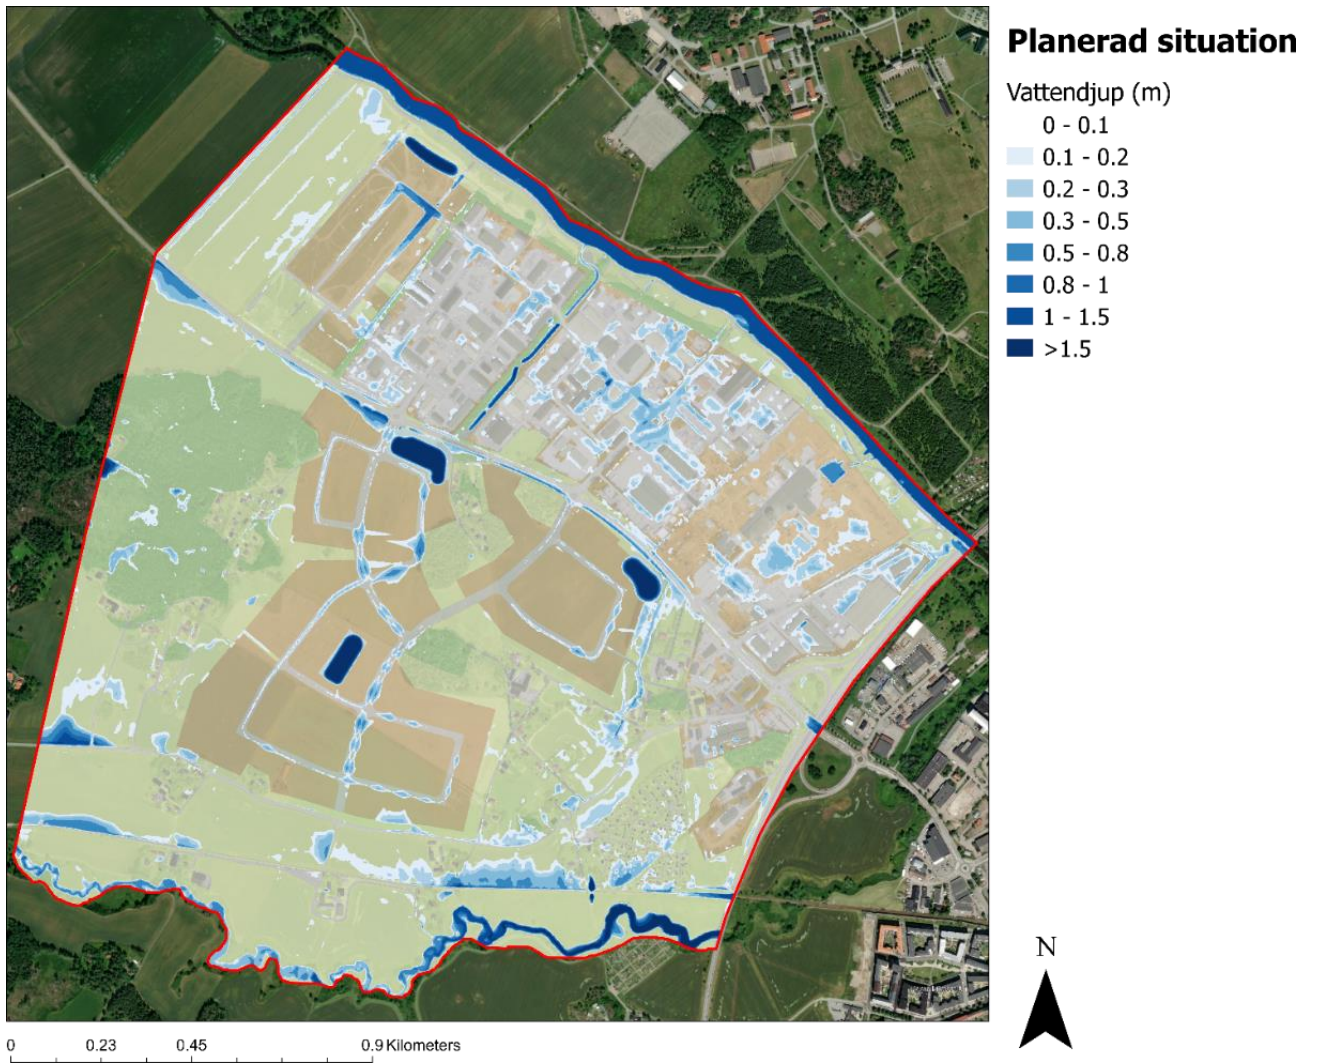 Planerad situation
Vattendjup (m)
0 - 0.1
0.1 - 0.2
0.2 - 0.3
0.3 - 0.5
0.5 - 0.8
0.8 - 1
1 - 1.5
>1.5
N
0 0.23 0.45 0.9 Kilometers